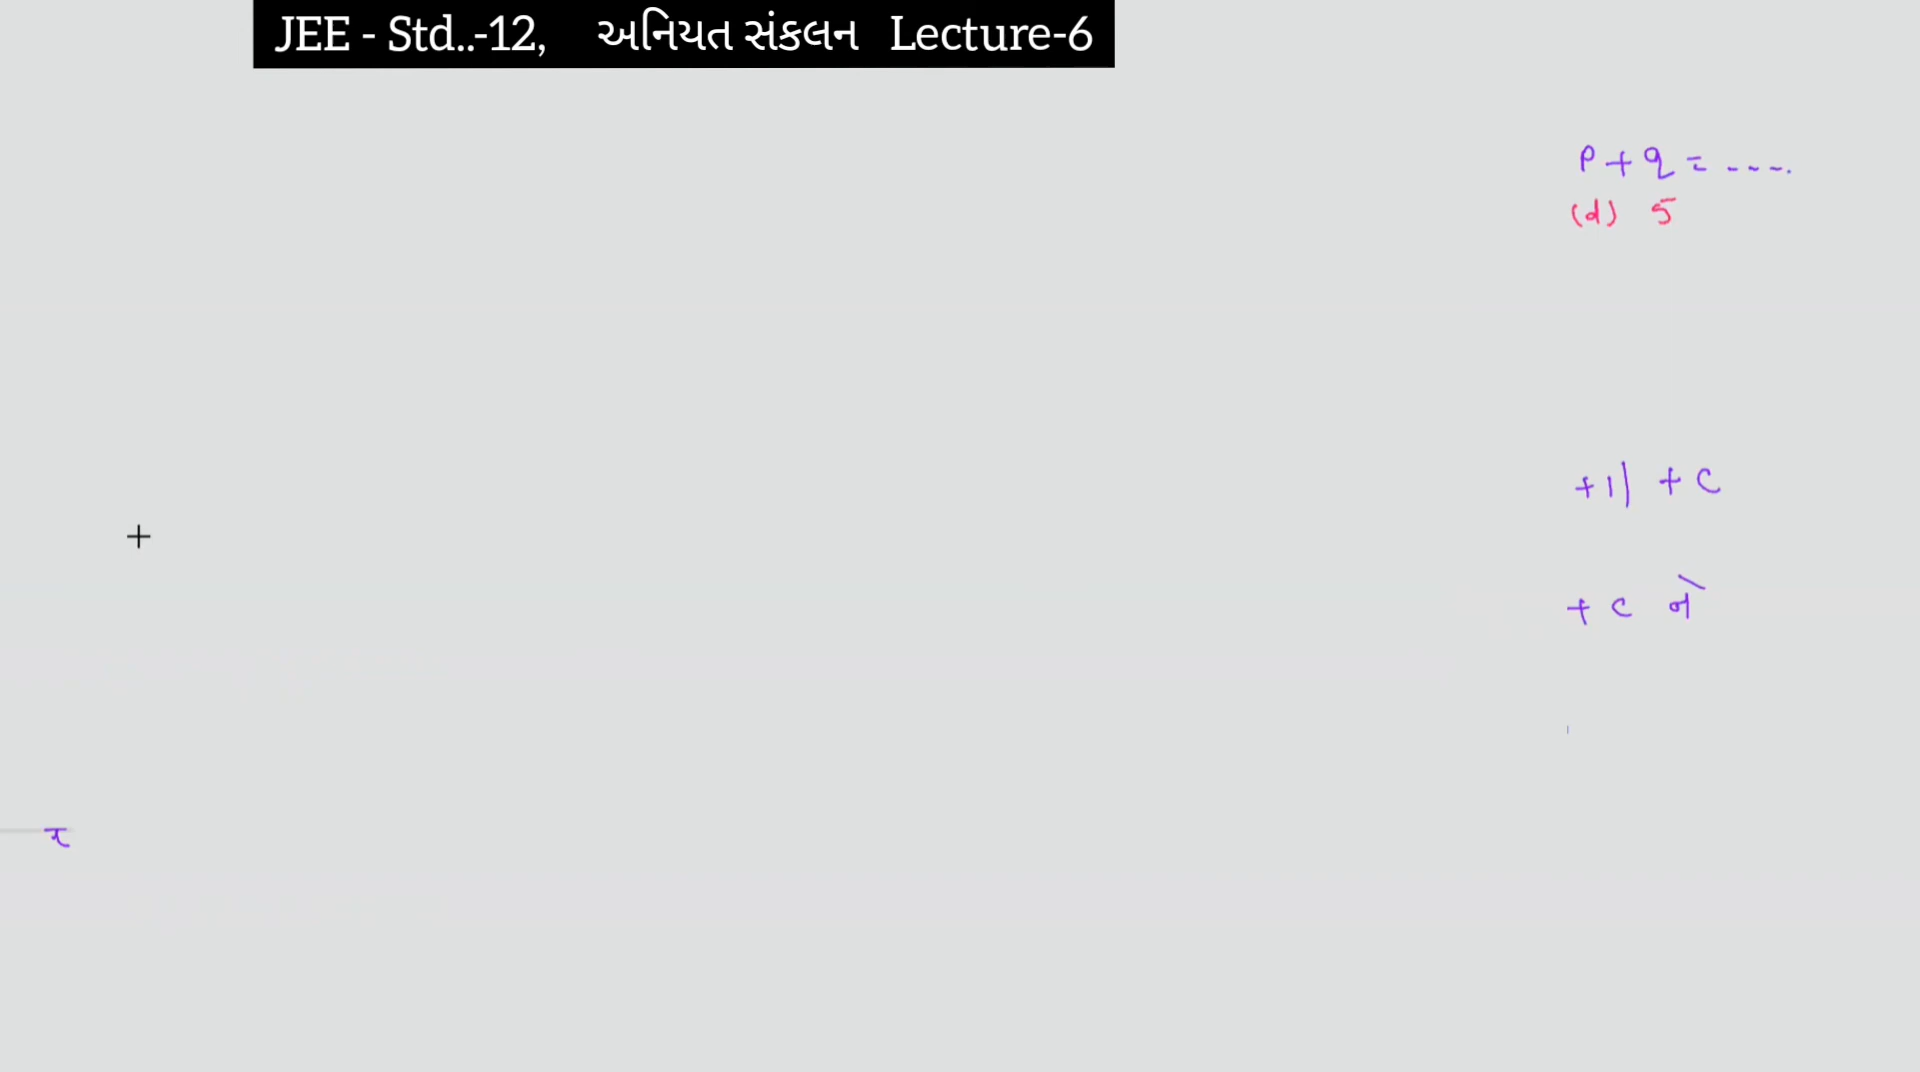 JEE - Std..-12, અનિયત સંકલન Lecture-6
P + q = ----.
(d) 5
+1| + c
+ c ને
x